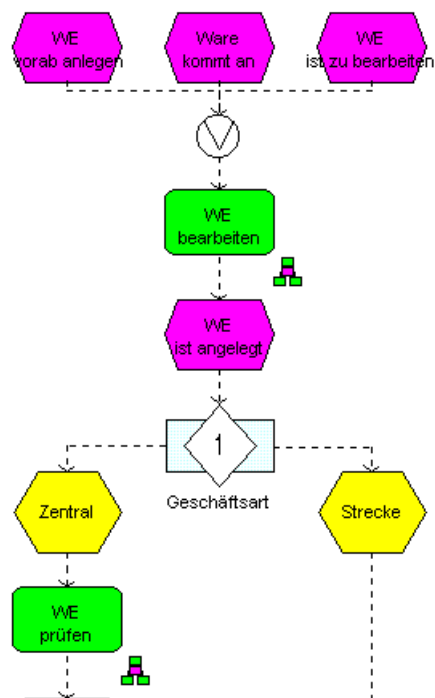 WE
vorab anlegen
Ware
kommt an
WE
ist zu bearbeiten
WE
bearbeiten
WE
ist angelegt
1
Geschäftsart
Zentral
Strecke
WE
prüfen